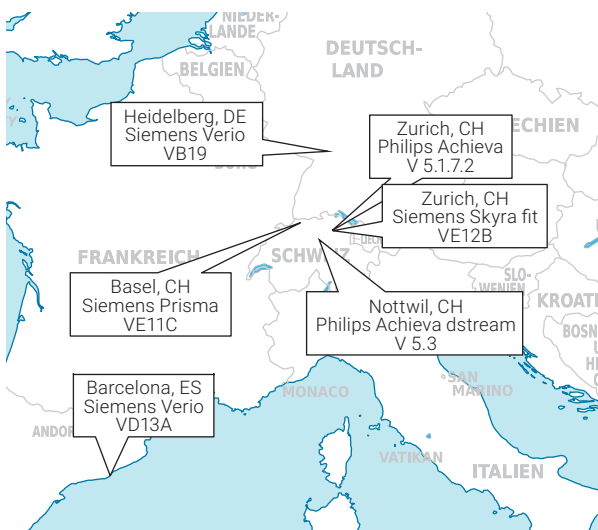 NIEDER-
LANDE
DEUTSCH-
LAND
BELGIEN
Heidelberg, DE
Siemens Verio
VB19
Zurich, CH
Philips Achieva
V 5.1.7.2
ECHIEN
Zurich, CH
Siemens Skyra fit
VE12B
FRANKREICH
SCHW
Z
Basel, CH
Siemens Prisma
VE11C
Nottwil, CH
Philips Achieva dstream
V 5.3
SLO-
WENIEN
KROATI
BOSN
Barcelona, ES
Siemens Verio
VD13A
MONACO
SAN
MARINO
ANDOR
VATIKAN
ITALIEN